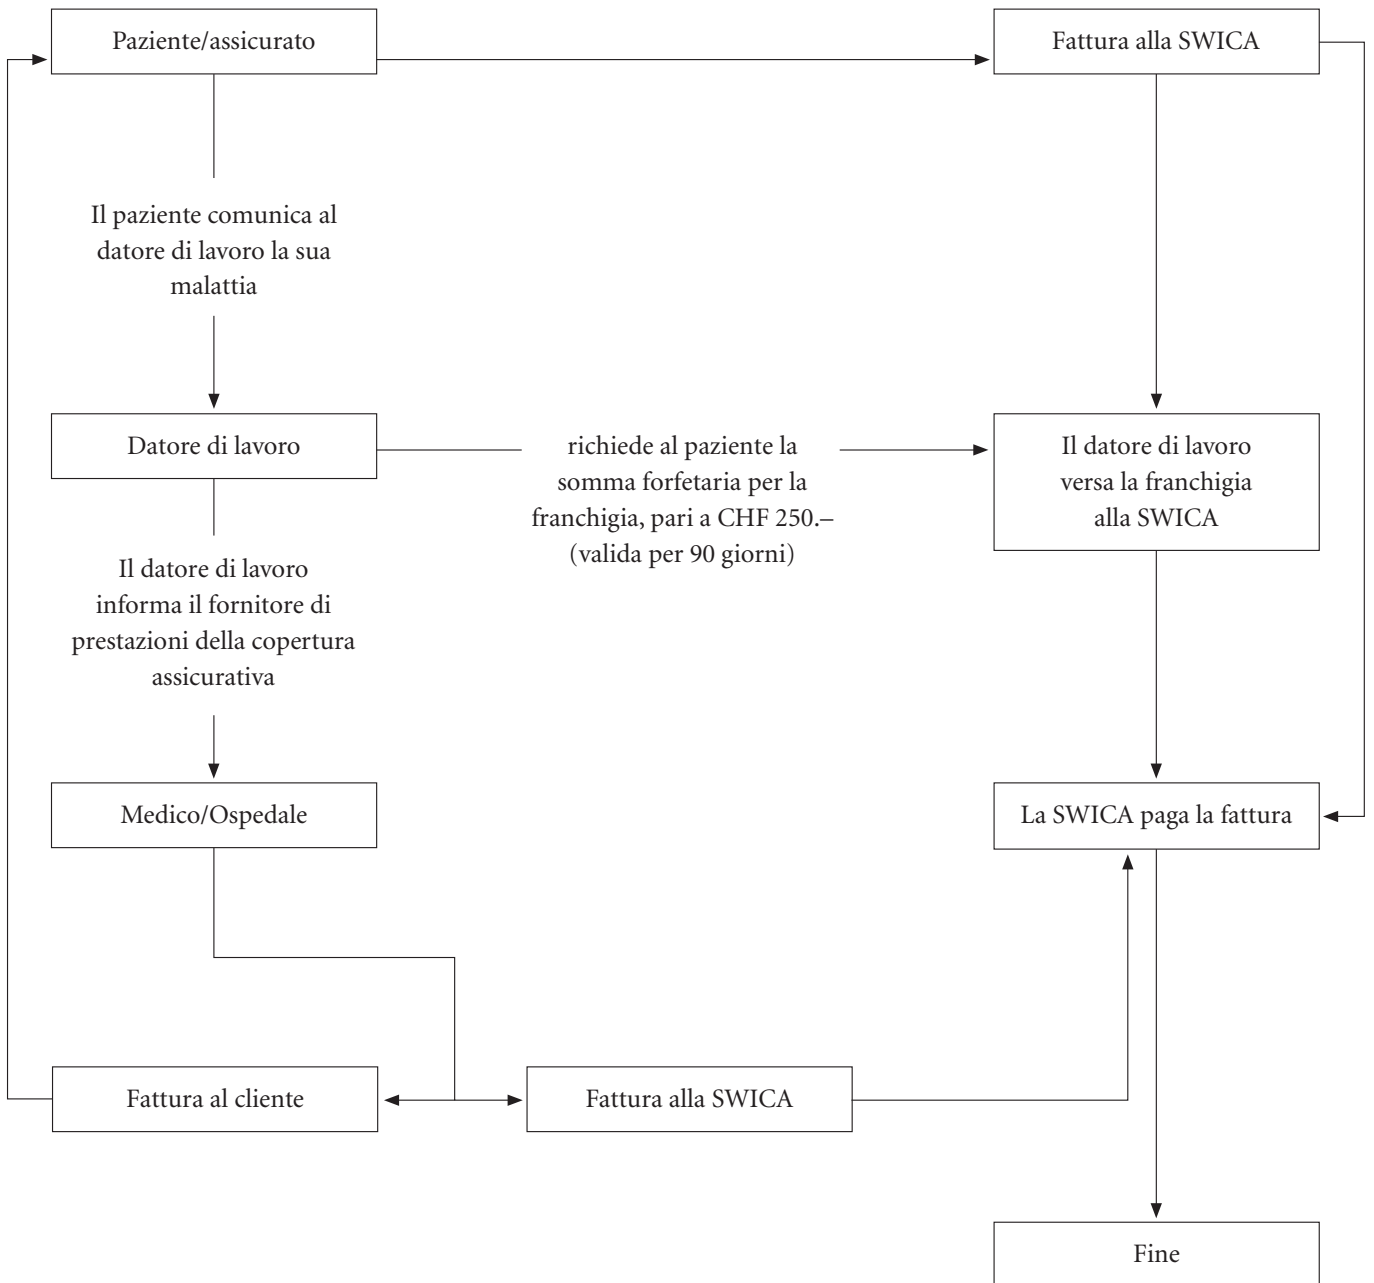 Paziente/assicurato
Fattura alla SWICA
Il paziente comunica al
datore di lavoro la sua
malattia
Datore di lavoro
richiede al paziente la
somma forfetaria per la
franchigia, pari a CHF 250.–
(valida per 90 giorni)
Il datore di lavoro
versa la franchigia
alla SWICA
Il datore di lavoro
informa il fornitore di
prestazioni della copertura
assicurativa
Medico/Ospedale
La SWICA paga la fattura
Fattura al cliente
Fattura alla SWICA
Fine